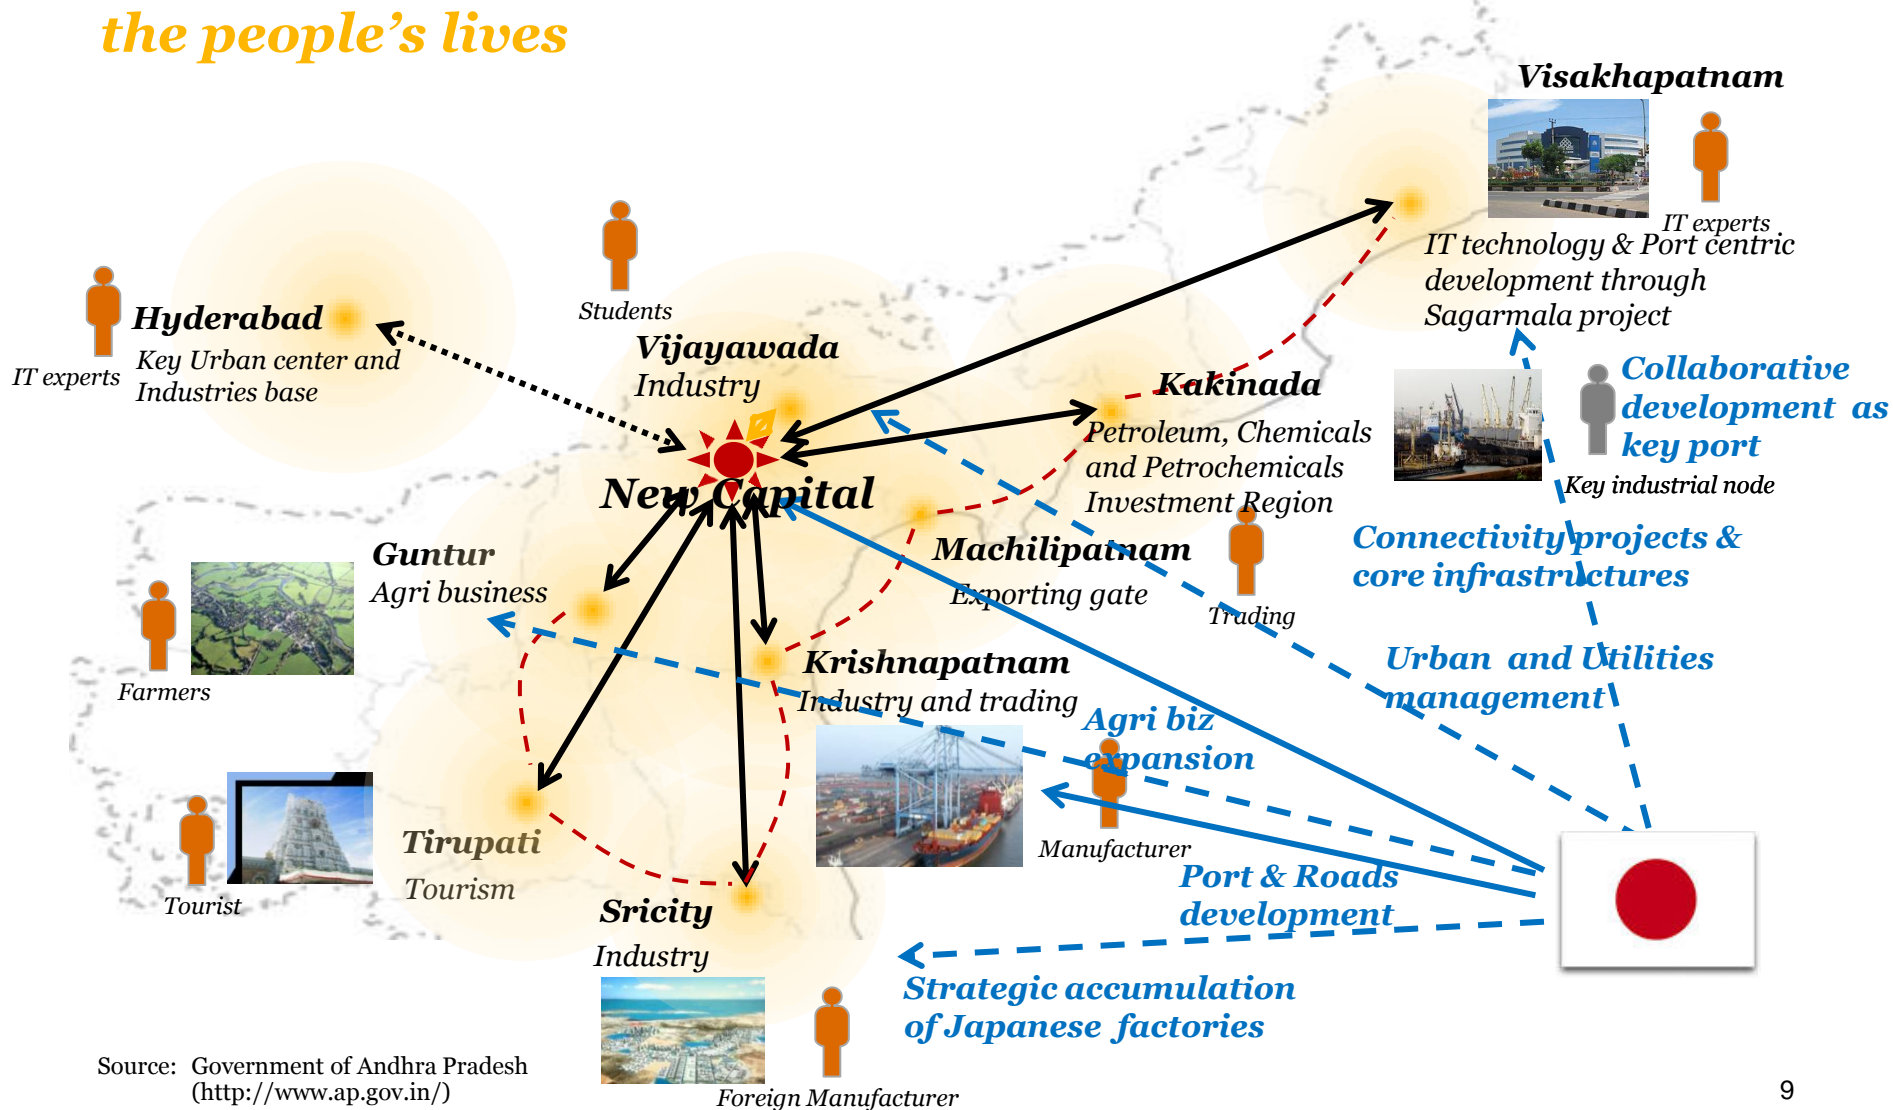 the people's lives
Visakhapatnam
IT experts
IT technology & Port centric
development through
Sagarmala project
Students
Hyderabad
Key Urban center and
Industries base
IT experts
Vijayawada
Industry
Kakinada
Petroleum, Chemicals
and Petrochemicals
Investment Region
Collaborative
development as
key port
Key industrial node
New Capital
Guntur
Agri business
Machilipatnam
Exporting gate
Trading
Connectivity projects &
core infrastructures
Farmers
Krishnapatnam
Industry and trading
Urban and Utilities
management
Agri biz
expansion
Manufacturer
Tirupati
Tourism
Tourist
Port & Roads
development
Sricity
Industry
Strategic accumulation
of Japanese factories
Foreign Manufacturer
Source: Government of Andhra Pradesh
(http://www.ap.gov.in/)
9